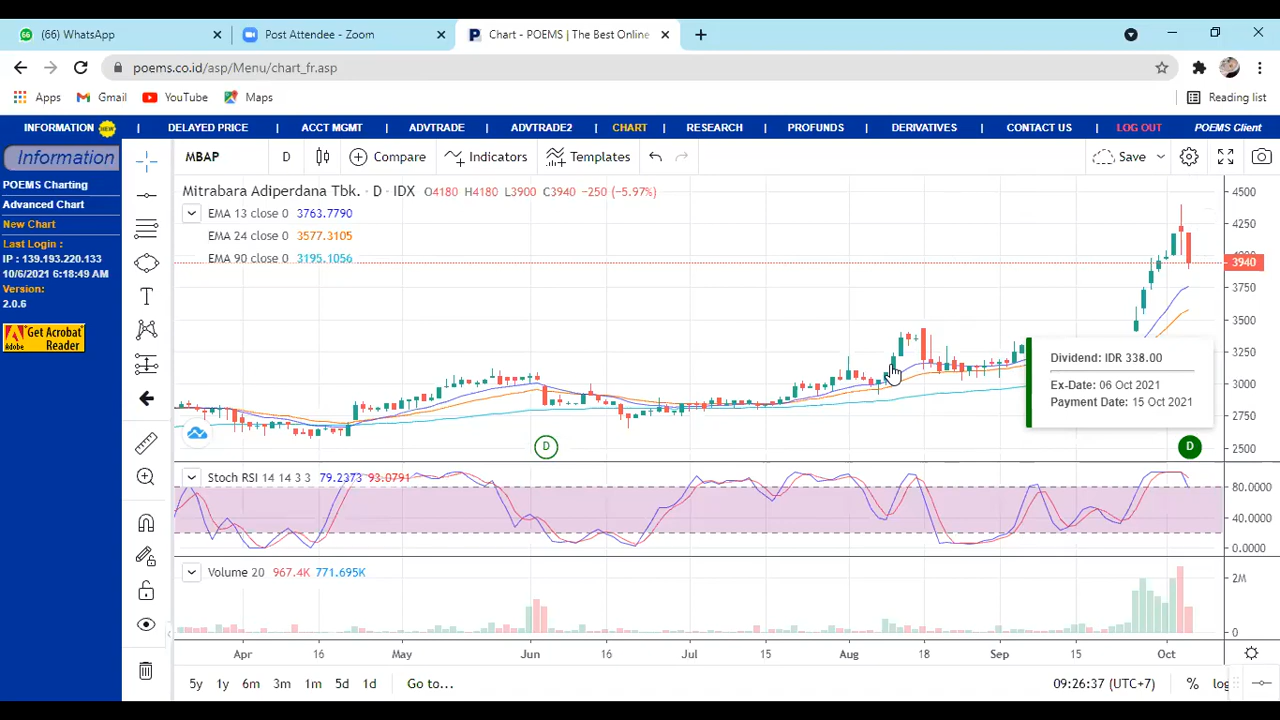 (66) WhatsApp
Post Attendee - Zoom
Chart - POEMS | The Best Online
poems.co.id/asp/Menu/chart_fr.asp
Apps Gmail YouTube Maps Reading list
INFORMATION NEW | DELAYED PRICE | ACCT MGMT | ADVTRADE | ADVTRADE2 | CHART | RESEARCH | PROFUNDS | DERIVATIVES | CONTACT US | LOG OUT POEMS Client
Information
POEMS Charting
Advanced Chart
New Chart
Last Login :
IP : 139.193.220.133
10/6/2021 6:18:49 AM
Version:
2.0.6
Get Acrobat
Reader
Adobe
MBAP D Compare Indicators Templates Save
Mitrabara Adiperdana Tbk. · D · IDX O4180 H4180 L3900 C3940 -250 (-5.97%)
EMA 13 close 0 3763.7790
EMA 24 close 0 3577.3105
EMA 90 close 0 3195.1056
4500
4250
3940
3750
3500
3250
3000
2750
2500
Dividend: IDR 338.00
Ex-Date: 06 Oct 2021
Payment Date: 15 Oct 2021
D D
Stoch RSI 14 14 3 3 79.2373 93.0791
80.0000
40.0000
0.0000
Volume 20 967.4K 771.695K
2M
0
Apr 16 May Jun 16 Jul 15 Aug 18 Sep 15 Oct
5y 1y 6m 3m 1m 5d 1d Go to... 09:26:37 (UTC+7) % log